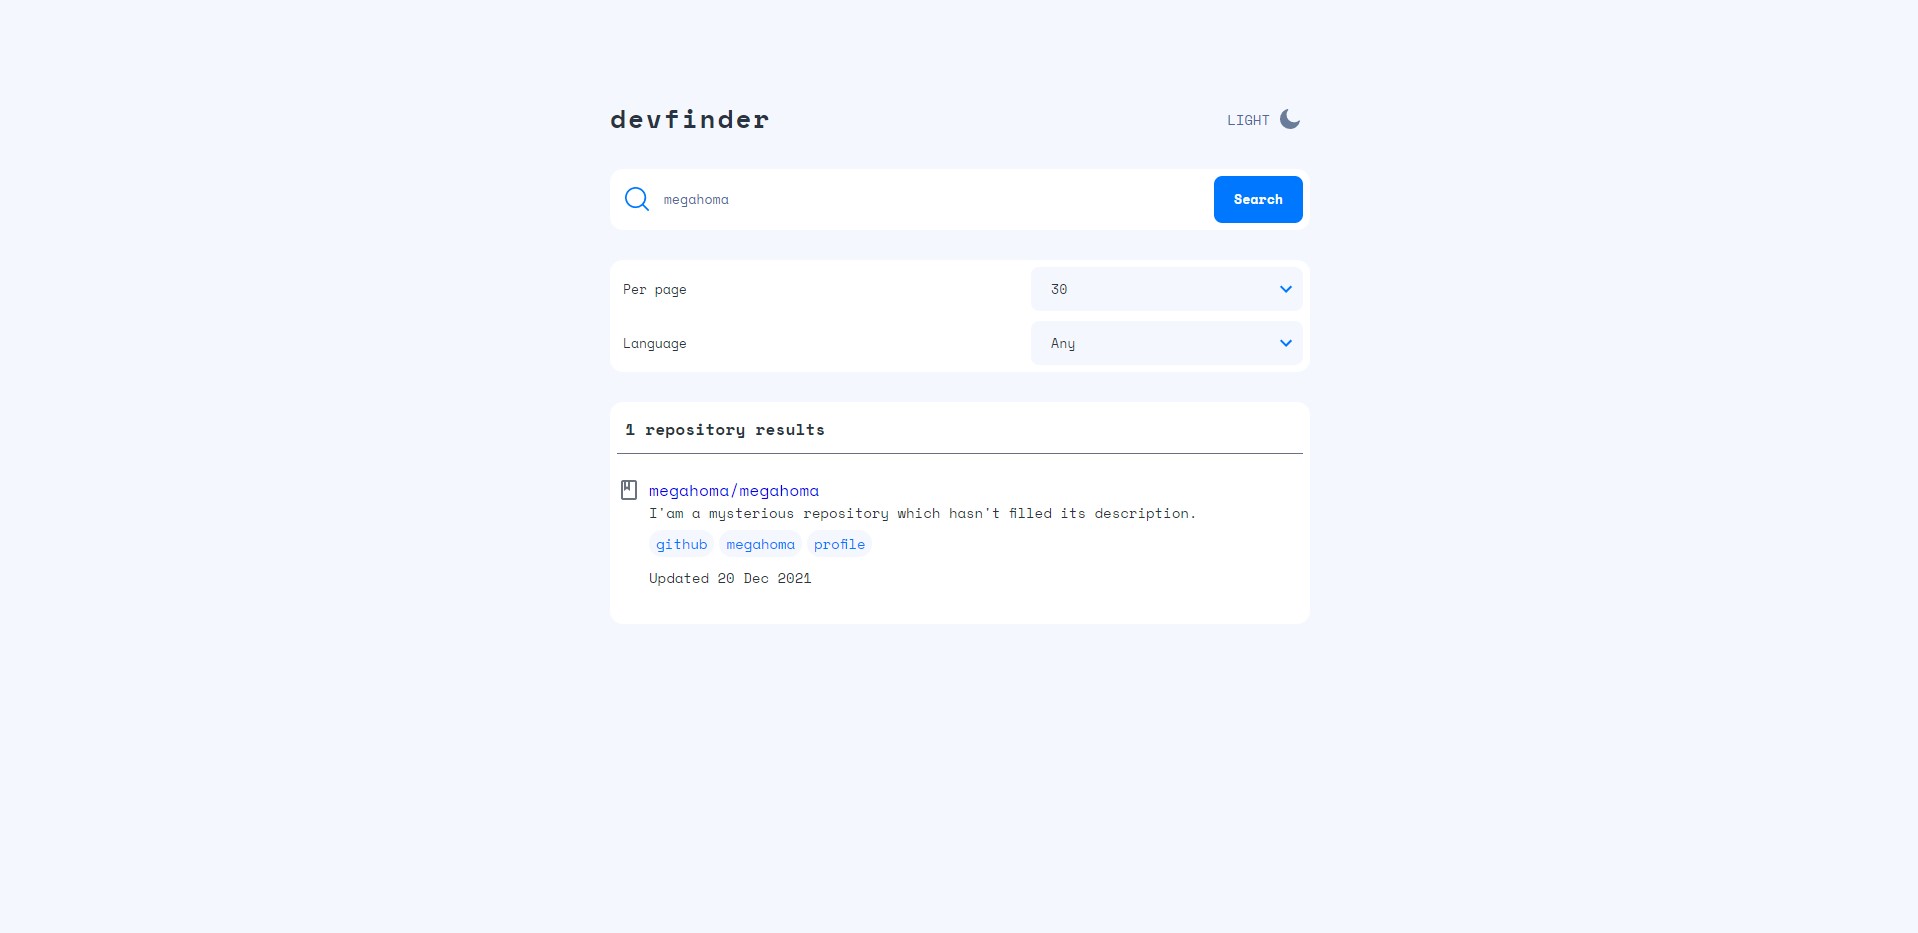 devfinder
LIGHT
megahoma
Search
Per page
30
Language
Any
1 repository results
megahoma/megahoma
I'am a mysterious repository which hasn't filled its description.
github megahoma profile
Updated 20 Dec 2021